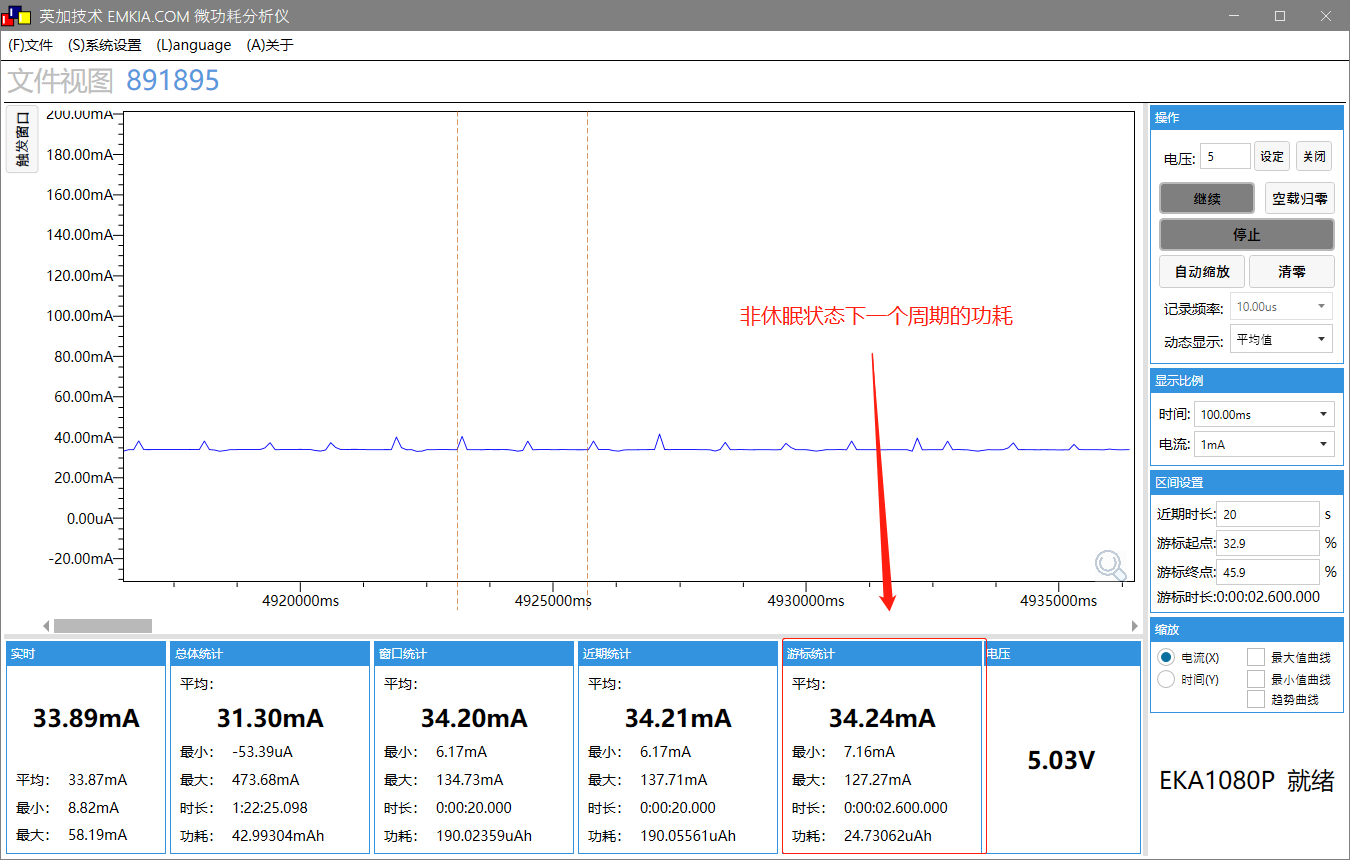 英加技术 EMKIA.COM 微功耗分析仪
(F)文件 (S)系统设置 (L)anguage (A)关于
文件视图 891895
触发窗口
200.00mA
180.00mA
160.00mA
140.00mA
120.00mA
100.00mA
80.00mA
60.00mA
40.00mA
20.00mA
0.00uA
-20.00mA
4920000ms 4925000ms 4930000ms 4935000ms
非休眠状态下一个周期的功耗
操作
电压: 5 设定 关闭
继续 空载归零
停止
自动缩放 清零
记录频率: 10.00us
动态显示: 平均值
显示比例
时间: 100.00ms
电流: 1mA
区间设置
近期时长: 20 s
游标起点: 32.9 %
游标终点: 45.9 %
游标时长:0:00:02.600.000
缩放
电流(X) 最大值曲线
时间(Y) 最小值曲线
趋势曲线
EKA1080P 就绪
实时
33.89mA
平均: 33.87mA
最小: 8.82mA
最大: 58.19mA
总体统计
平均:
31.30mA
最小: -53.39uA
最大: 473.68mA
时长: 1:22:25.098
功耗: 42.99304mAh
窗口统计
平均:
34.20mA
最小: 6.17mA
最大: 134.73mA
时长: 0:00:20.000
功耗: 190.02359uAh
近期统计
平均:
34.21mA
最小: 6.17mA
最大: 137.71mA
时长: 0:00:20.000
功耗: 190.05561uAh
游标统计
平均:
34.24mA
最小: 7.16mA
最大: 127.27mA
时长: 0:00:02.600.000
功耗: 24.73062uAh
电压
5.03V